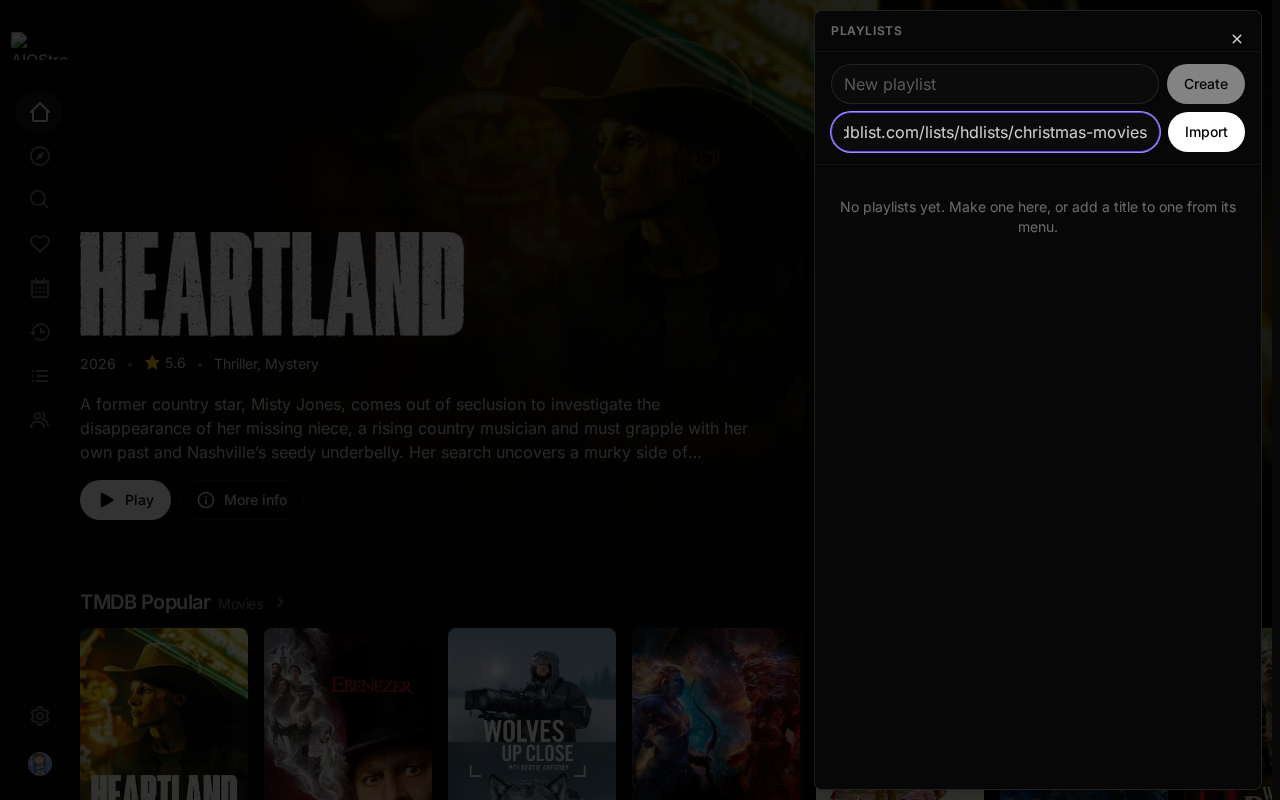 AIOStre
PLAYLISTS
New playlist
Create
dblist.com/lists/hdlists/christmas-movies
Import
No playlists yet. Make one here, or add a title to one from its
menu.
HEARTLAND
2026 • 5.6 • Thriller, Mystery
A former country star, Misty Jones, comes out of seclusion to investigate the
disappearance of her missing niece, a rising country musician and must grapple with her
own past and Nashville’s seedy underbelly. Her search uncovers a murky side of…
Play
More info
TMDB Popular Movies
HEARTLAND
EBENEZER
WOLVES
UP CLOSE
WITH BERTIE GREGORY